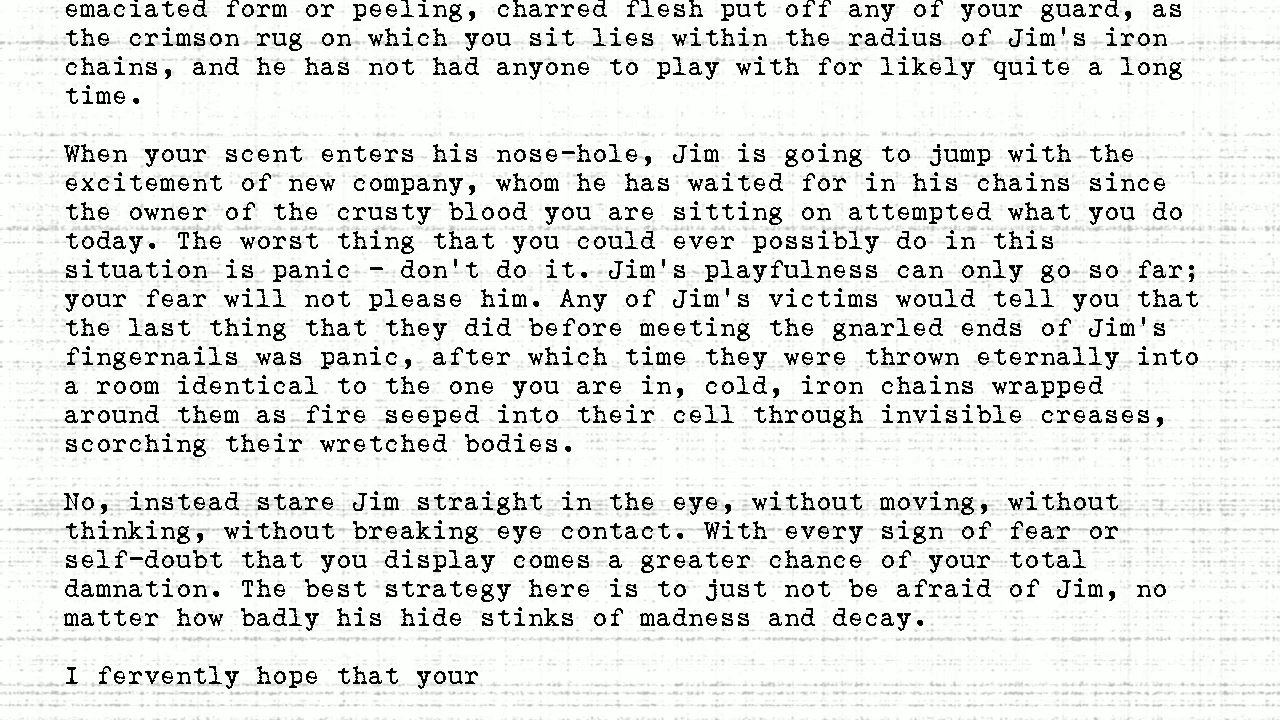 emaciated form or peeling, charred flesh put off any of your guard, as
the crimson rug on which you sit lies within the radius of Jim's iron
chains, and he has not had anyone to play with for likely quite a long
time.
When your scent enters his nose-hole, Jim is going to jump with the
excitement of new company, whom he has waited for in his chains since
the owner of the crusty blood you are sitting on attempted what you do
today. The worst thing that you could ever possibly do in this
situation is panic - don't do it. Jim's playfulness can only go so far;
your fear will not please him. Any of Jim's victims would tell you that
the last thing that they did before meeting the gnarled ends of Jim's
fingernails was panic, after which time they were thrown eternally into
a room identical to the one you are in, cold, iron chains wrapped
around them as fire seeped into their cell through invisible creases,
scorching their wretched bodies.
No, instead stare Jim straight in the eye, without moving, without
thinking, without breaking eye contact. With every sign of fear or
self-doubt that you display comes a greater chance of your total
damnation. The best strategy here is to just not be afraid of Jim, no
matter how badly his hide stinks of madness and decay.
I fervently hope that your